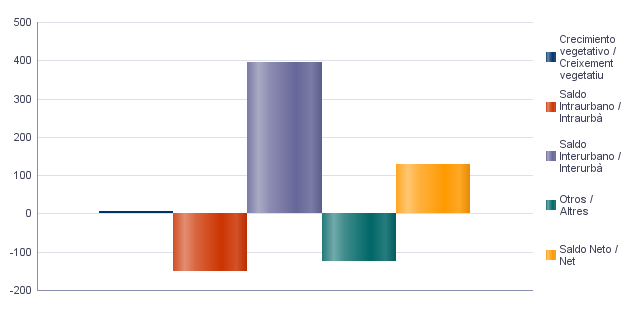 500
400
300
200
100
0
-100
-200
Crecimiento
vegetativo /
Creixement
vegetatiu
Saldo
Intraurbano /
Intraurbà
Saldo
Interurbano /
Interurbà
Otros /
Altres
Saldo Neto /
Net